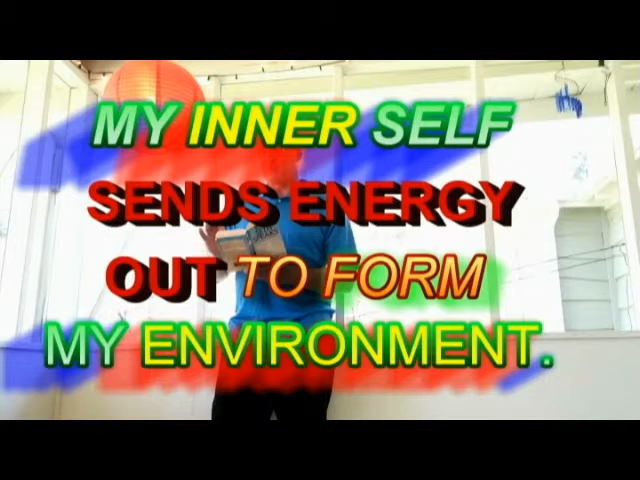 MY INNER SELF
SENDS ENERGY
OUT TO FORM
MY ENVIRONMENT.